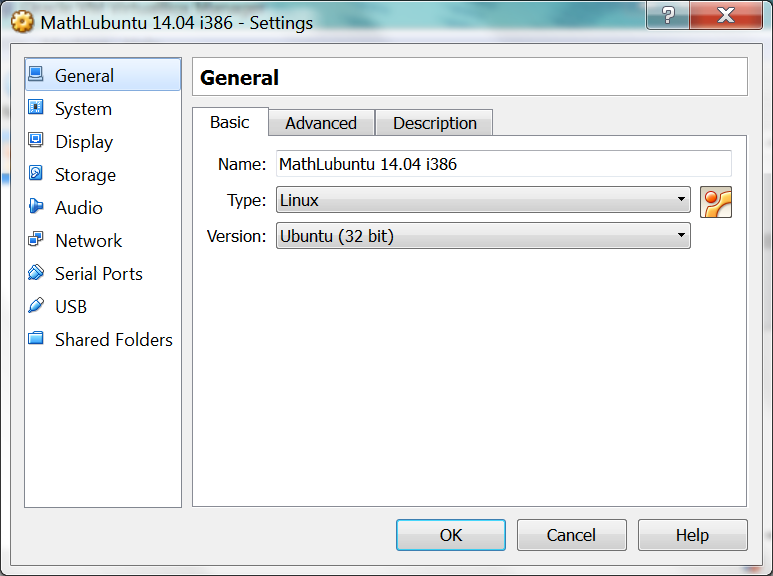 MathLubuntu 14.04 i386 - Settings
?
General
System
Display
Storage
Audio
Network
Serial Ports
USB
Shared Folders
General
Basic Advanced Description
Name: MathLubuntu 14.04 i386
Type: Linux
Version: Ubuntu (32 bit)
OK Cancel Help